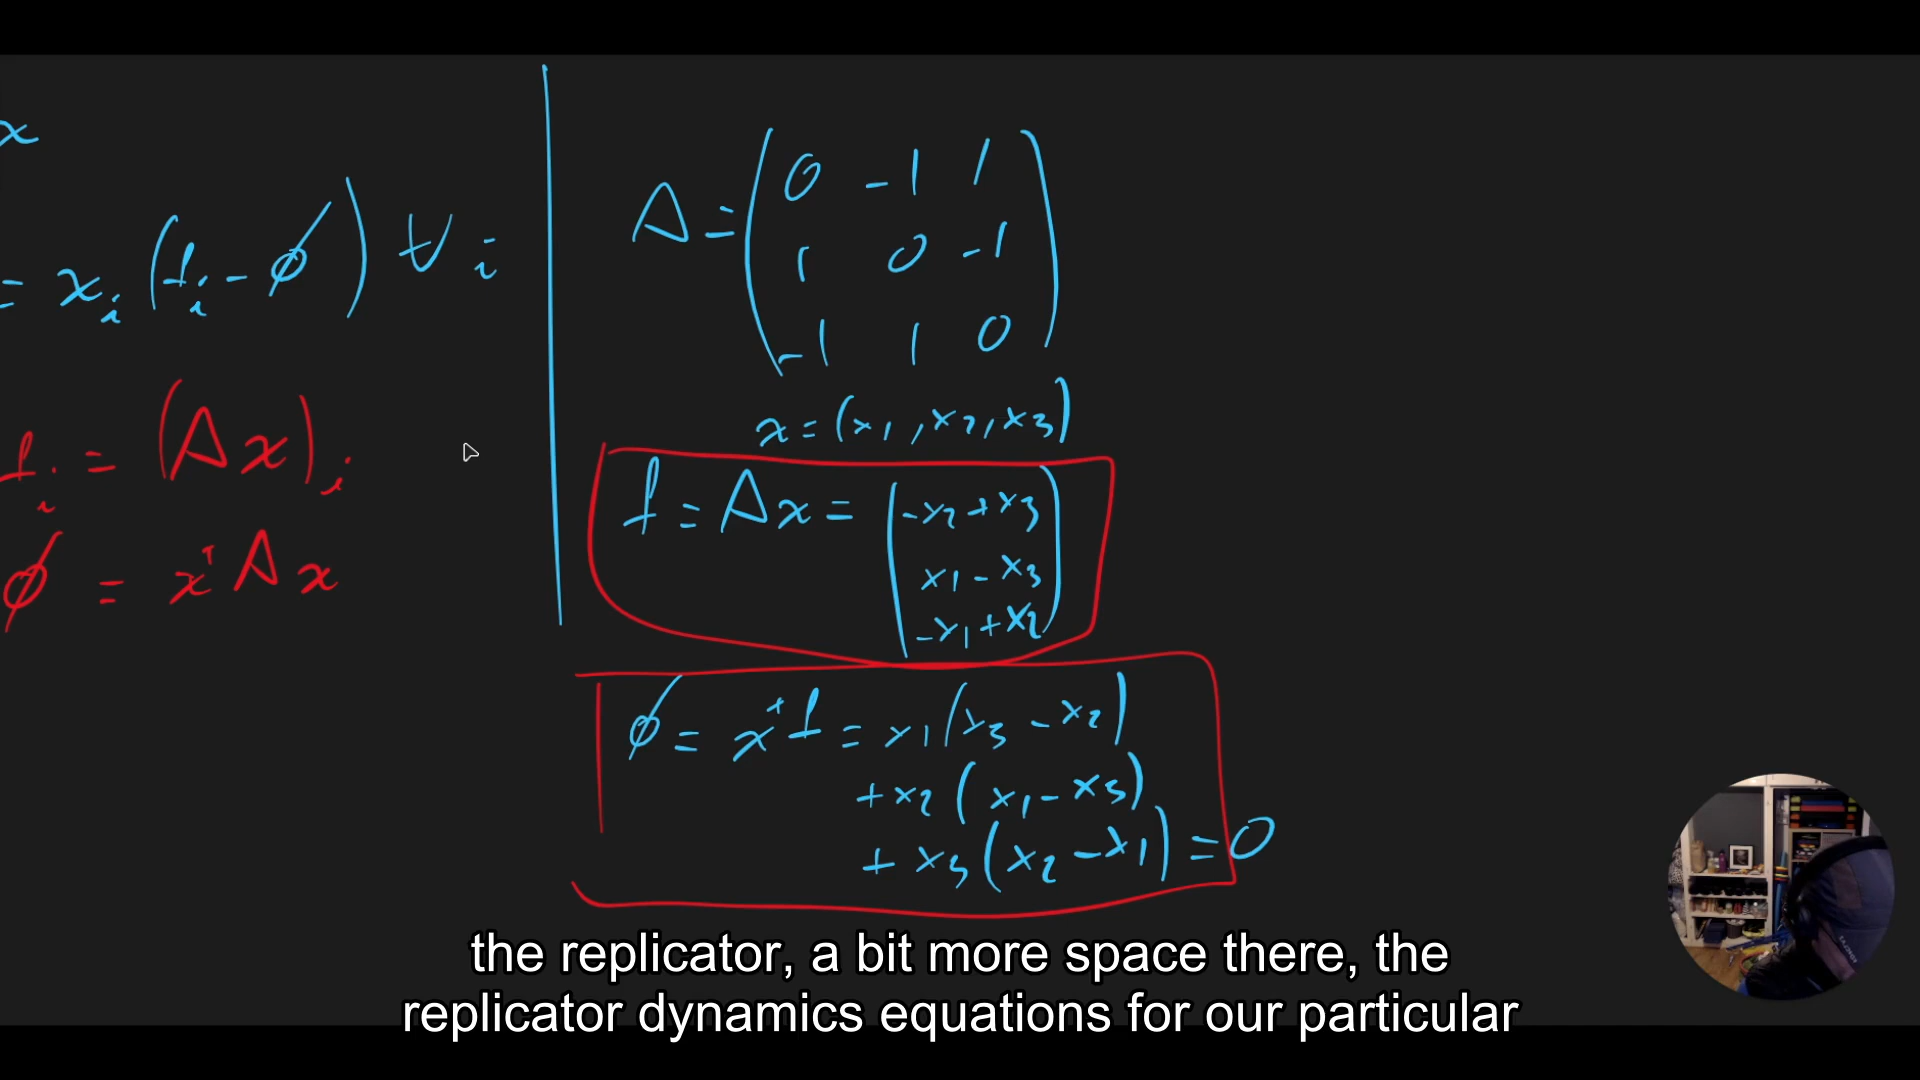 x
= xᵢ (fᵢ - ϕ) ∀ i
fᵢ = (Ax)ᵢ
ϕ = xᵀAx
A = ( 0 -1 1
1 0 -1
-1 1 0 )
x = (x1, x2, x3)
f = Ax = ( -x2 + x3
x1 - x3
-x1 + x2 )
ϕ = xᵀf = x1(x3 - x2)
+ x2 (x1 - x3)
+ x3 (x2 - x1) = 0
the replicator, a bit more space there, the
replicator dynamics equations for our particular